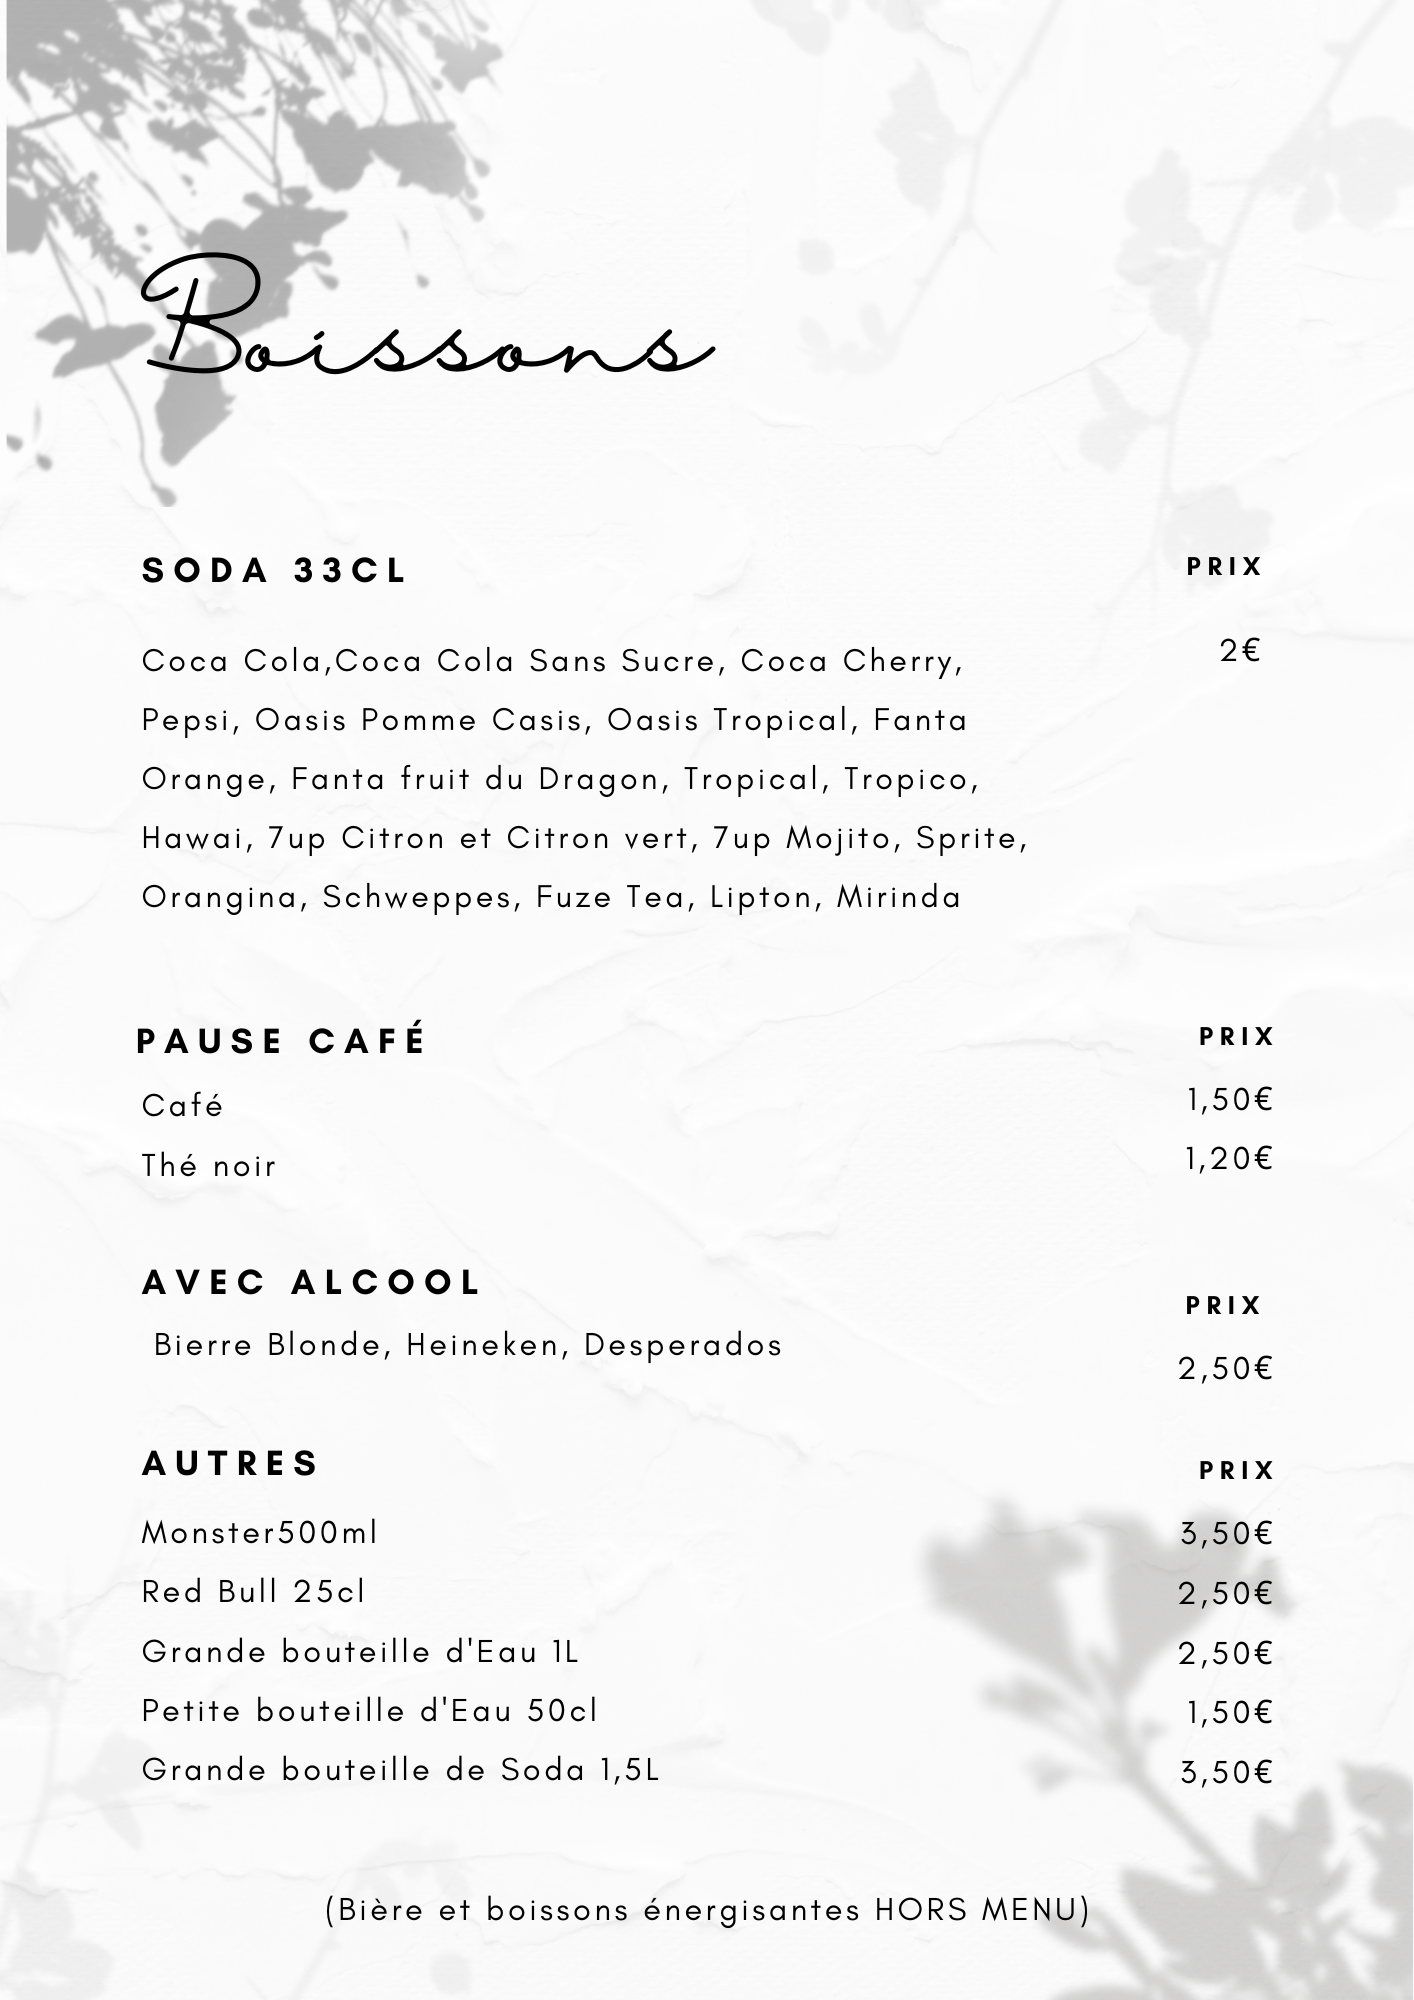 Boissons
SODA 33CL PRIX
Coca Cola,Coca Cola Sans Sucre, Coca Cherry, 2€
Pepsi, Oasis Pomme Casis, Oasis Tropical, Fanta
Orange, Fanta fruit du Dragon, Tropical, Tropico,
Hawai, 7up Citron et Citron vert, 7up Mojito, Sprite,
Orangina, Schweppes, Fuze Tea, Lipton, Mirinda
PAUSE CAFÉ PRIX
Café 1,50€
Thé noir 1,20€
AVEC ALCOOL PRIX
Bierre Blonde, Heineken, Desperados 2,50€
AUTRES PRIX
Monster500ml 3,50€
Red Bull 25cl 2,50€
Grande bouteille d'Eau 1L 2,50€
Petite bouteille d'Eau 50cl 1,50€
Grande bouteille de Soda 1,5L 3,50€
(Bière et boissons énergisantes HORS MENU)